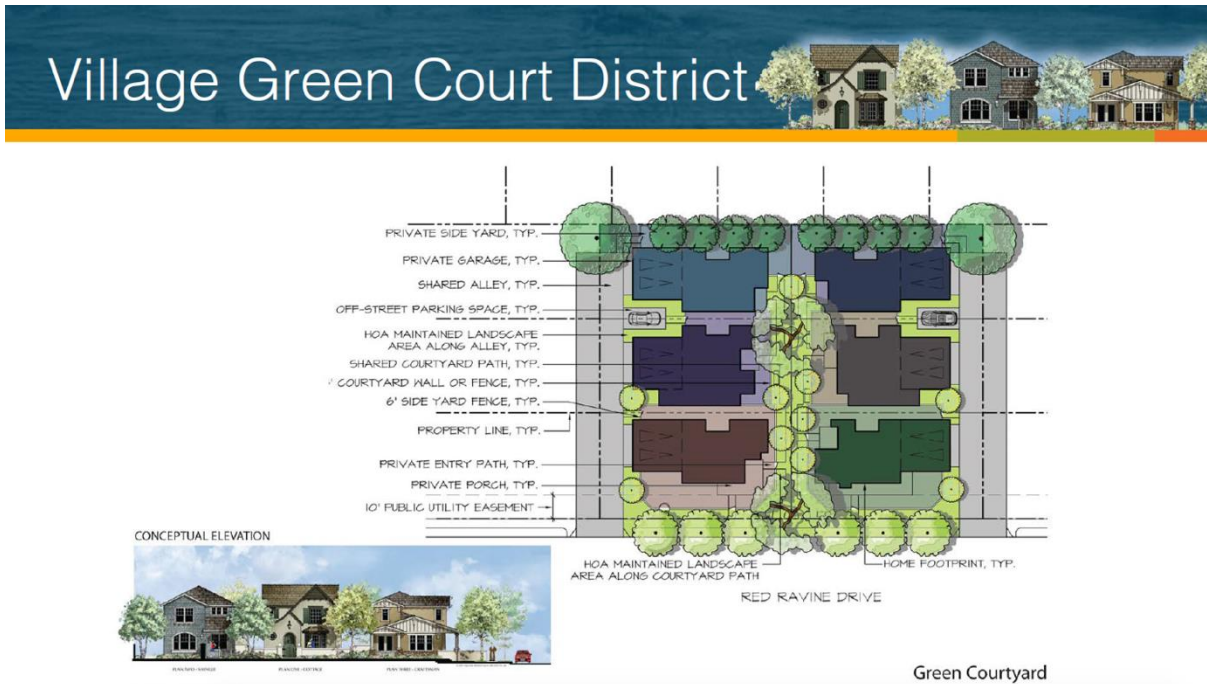 Village Green Court District
PRIVATE SIDE YARD, TYP.
PRIVATE GARAGE, TYP.
SHARED ALLEY, TYP.
OFF-STREET PARKING SPACE, TYP.
HOA MAINTAINED LANDSCAPE
AREA ALONG ALLEY, TYP.
SHARED COURTYARD PATH, TYP.
' COURTYARD WALL OR FENCE, TYP.
6' SIDE YARD FENCE, TYP.
PROPERTY LINE, TYP.
PRIVATE ENTRY PATH, TYP.
PRIVATE PORCH, TYP.
10' PUBLIC UTILITY EASEMENT
HOA MAINTAINED LANDSCAPE
AREA ALONG COURTYARD PATH
HOME FOOTPRINT, TYP.
RED RAVINE DRIVE
CONCEPTUAL ELEVATION
Green Courtyard